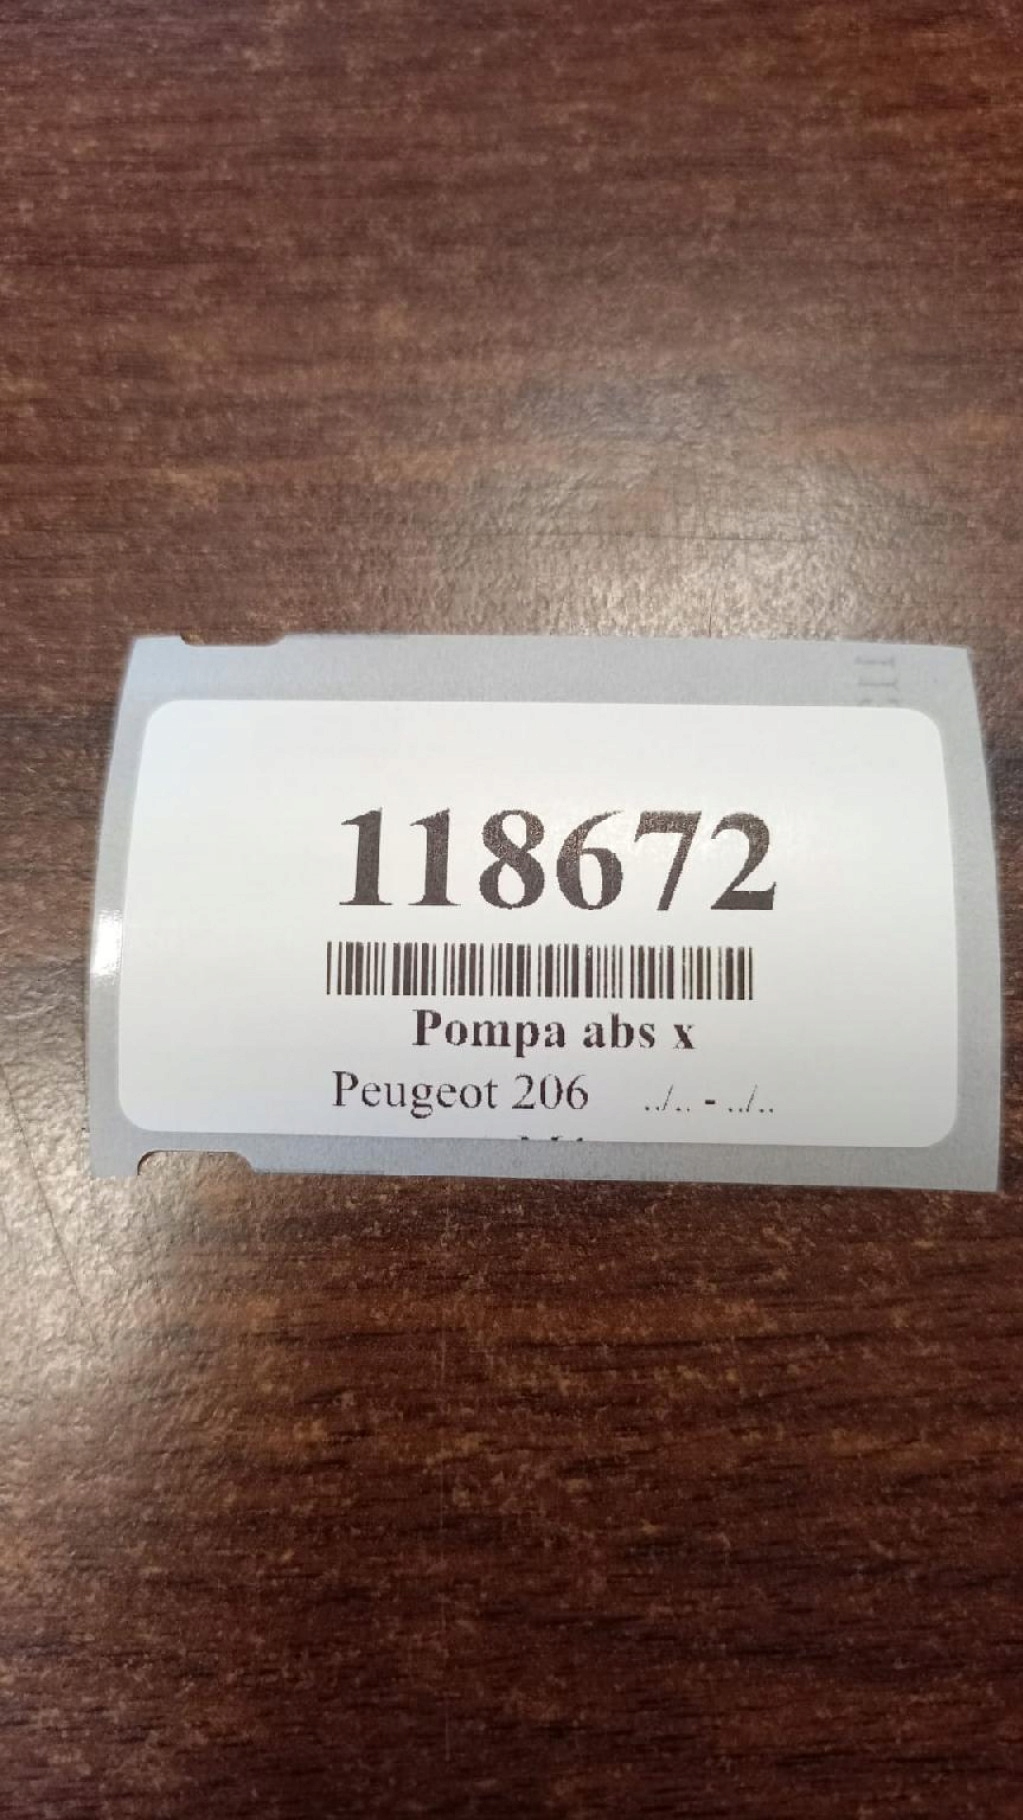 118672
Pompa abs x
Peugeot 206 ../.. - ../..